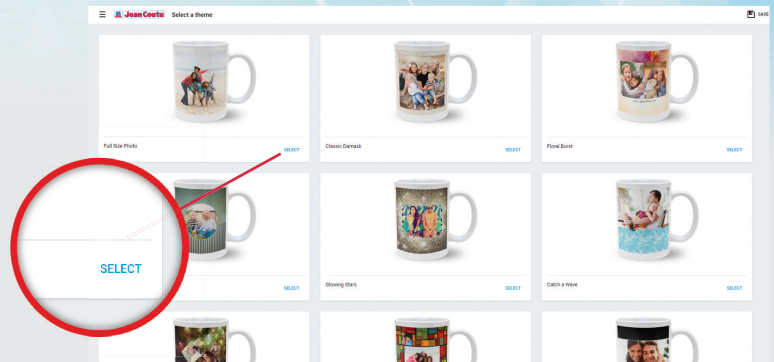 Jean Coutu Select a theme SAVE
Full Size Photo SELECT
Classic Damask SELECT
Floral Burst SELECT
SELECT
SELECT
Glowing Stars SELECT
Catch a Wave SELECT